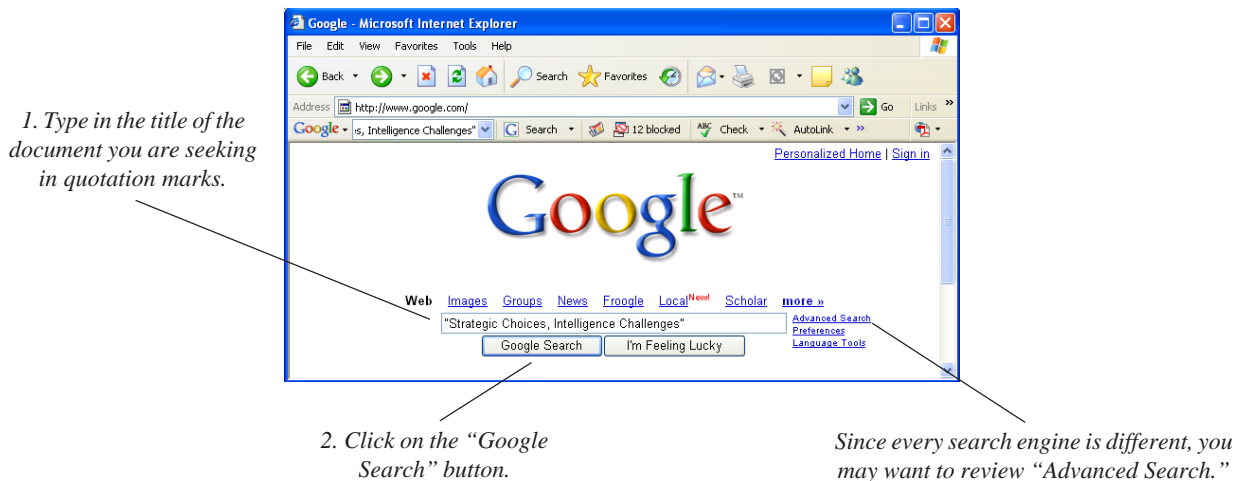 Google - Microsoft Internet Explorer
File Edit View Favorites Tools Help
Back Search Favorites
Address http://www.google.com/ Go Links »
Google s, Intelligence Challenges" G Search 12 blocked ABC Check AutoLink »
Personalized Home | Sign in
1. Type in the title of the
document you are seeking
in quotation marks.
Google™
Web Images Groups News Froogle Local New! Scholar more »
"Strategic Choices, Intelligence Challenges"
Advanced Search
Preferences
Language Tools
Google Search I'm Feeling Lucky
2. Click on the “Google
Search” button.
Since every search engine is different, you
may want to review “Advanced Search.”